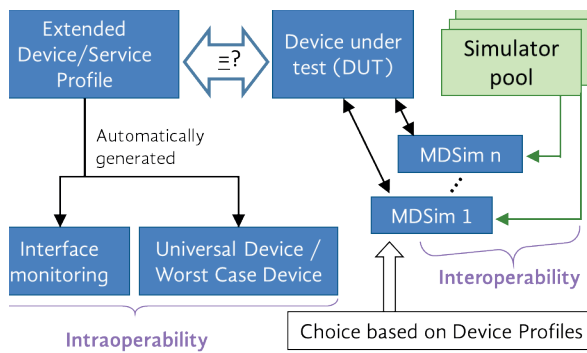 Extended
Device/Service
Profile
Ξ?
Device under
test (DUT)
Simulator
pool
Automatically
generated
MDSim n
MDSim 1
Interface
monitoring
Universal Device /
Worst Case Device
Interoperability
Intraoperability
Choice based on Device Profiles